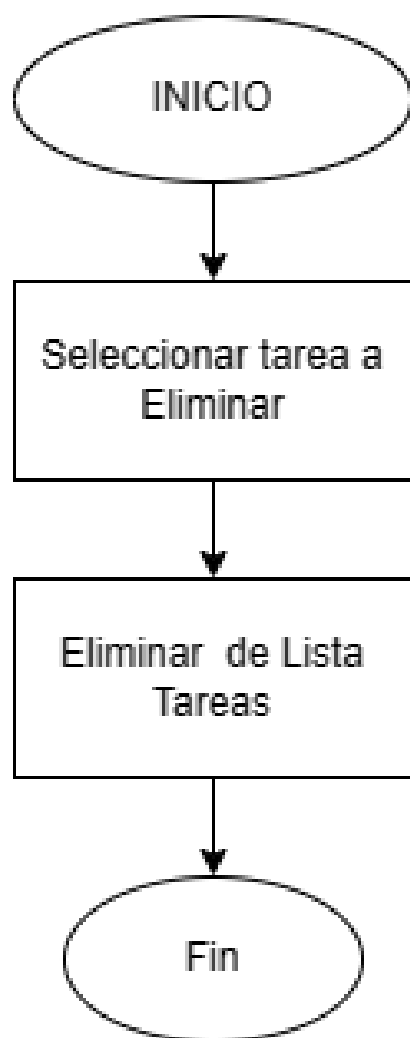 INICIO
Seleccionar tarea a
Eliminar
Eliminar de Lista
Tareas
Fin